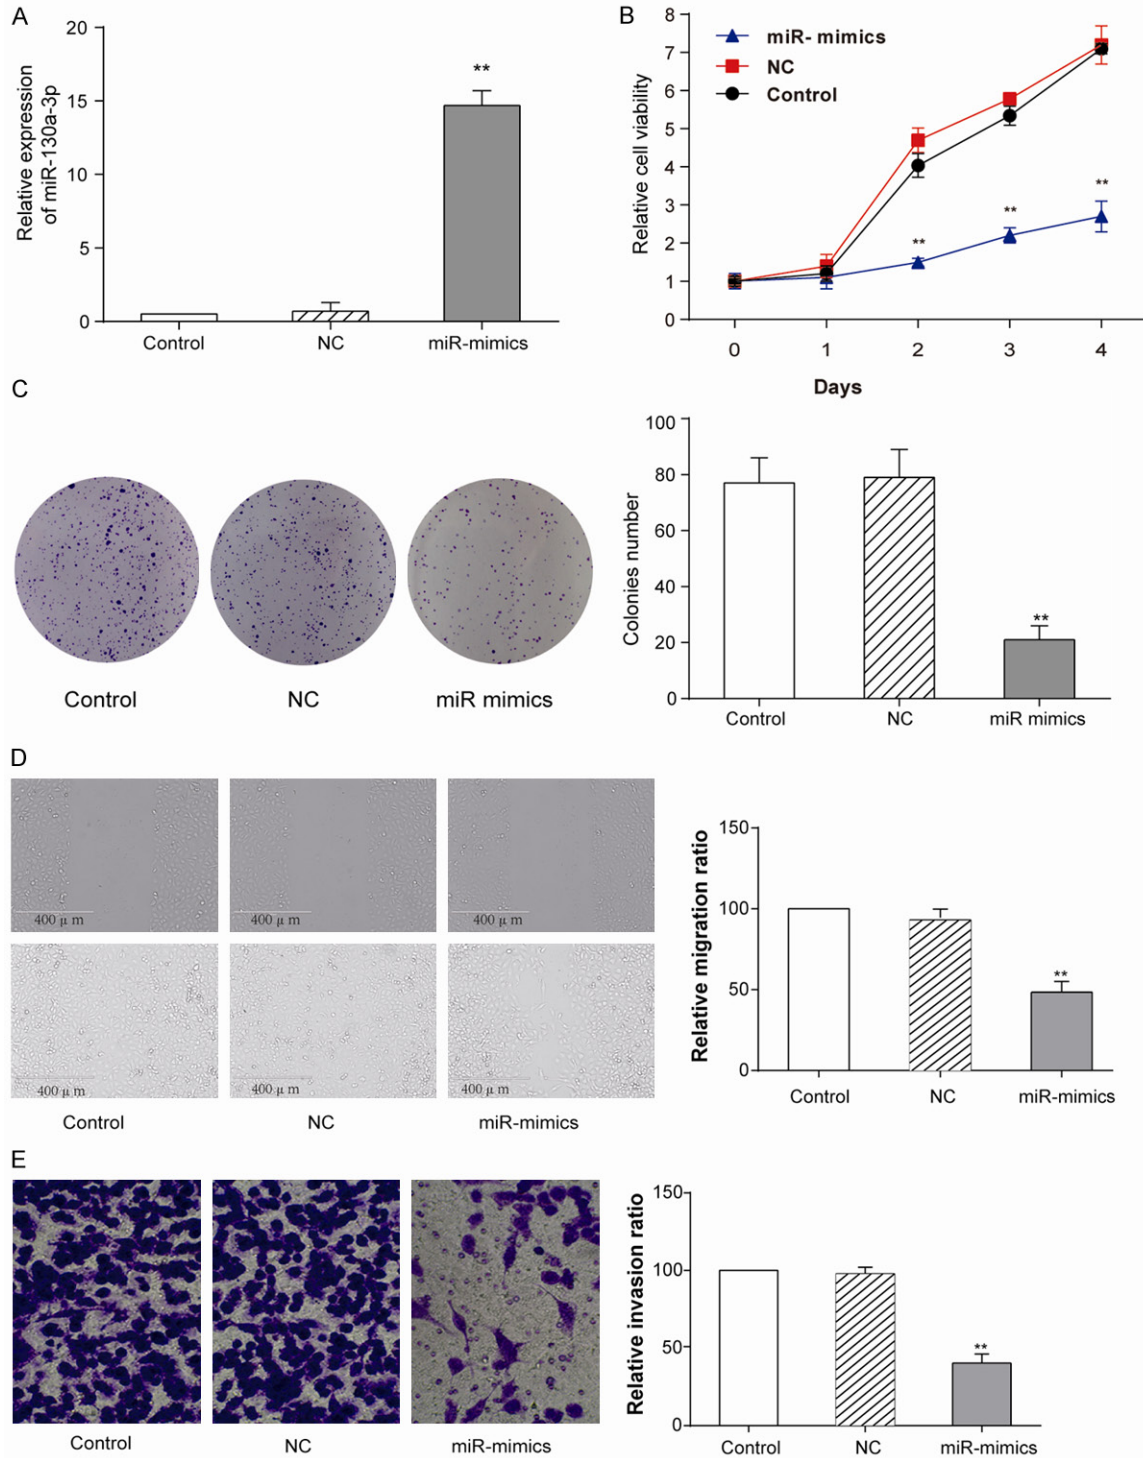 A
Relative expression
of miR-130a-3p
20
15
10
5
0
**
Control
NC
miR-mimics
B
Relative cell viability
8
7
6
5
4
3
2
1
0
miR- mimics
NC
Control
**
**
**
0
1
2
3
4
Days
C
Control
NC
miR mimics
Colonies number
100
80
60
40
20
0
**
Control
NC
miR mimics
D
400 μ m
400 μ m
400 μ m
400 μ m
400 μ m
400 μ m
Control
NC
miR-mimics
Relative migration ratio
150
100
50
0
**
Control
NC
miR-mimics
E
Control
NC
miR-mimics
Relative invasion ratio
150
100
50
0
**
Control
NC
miR-mimics